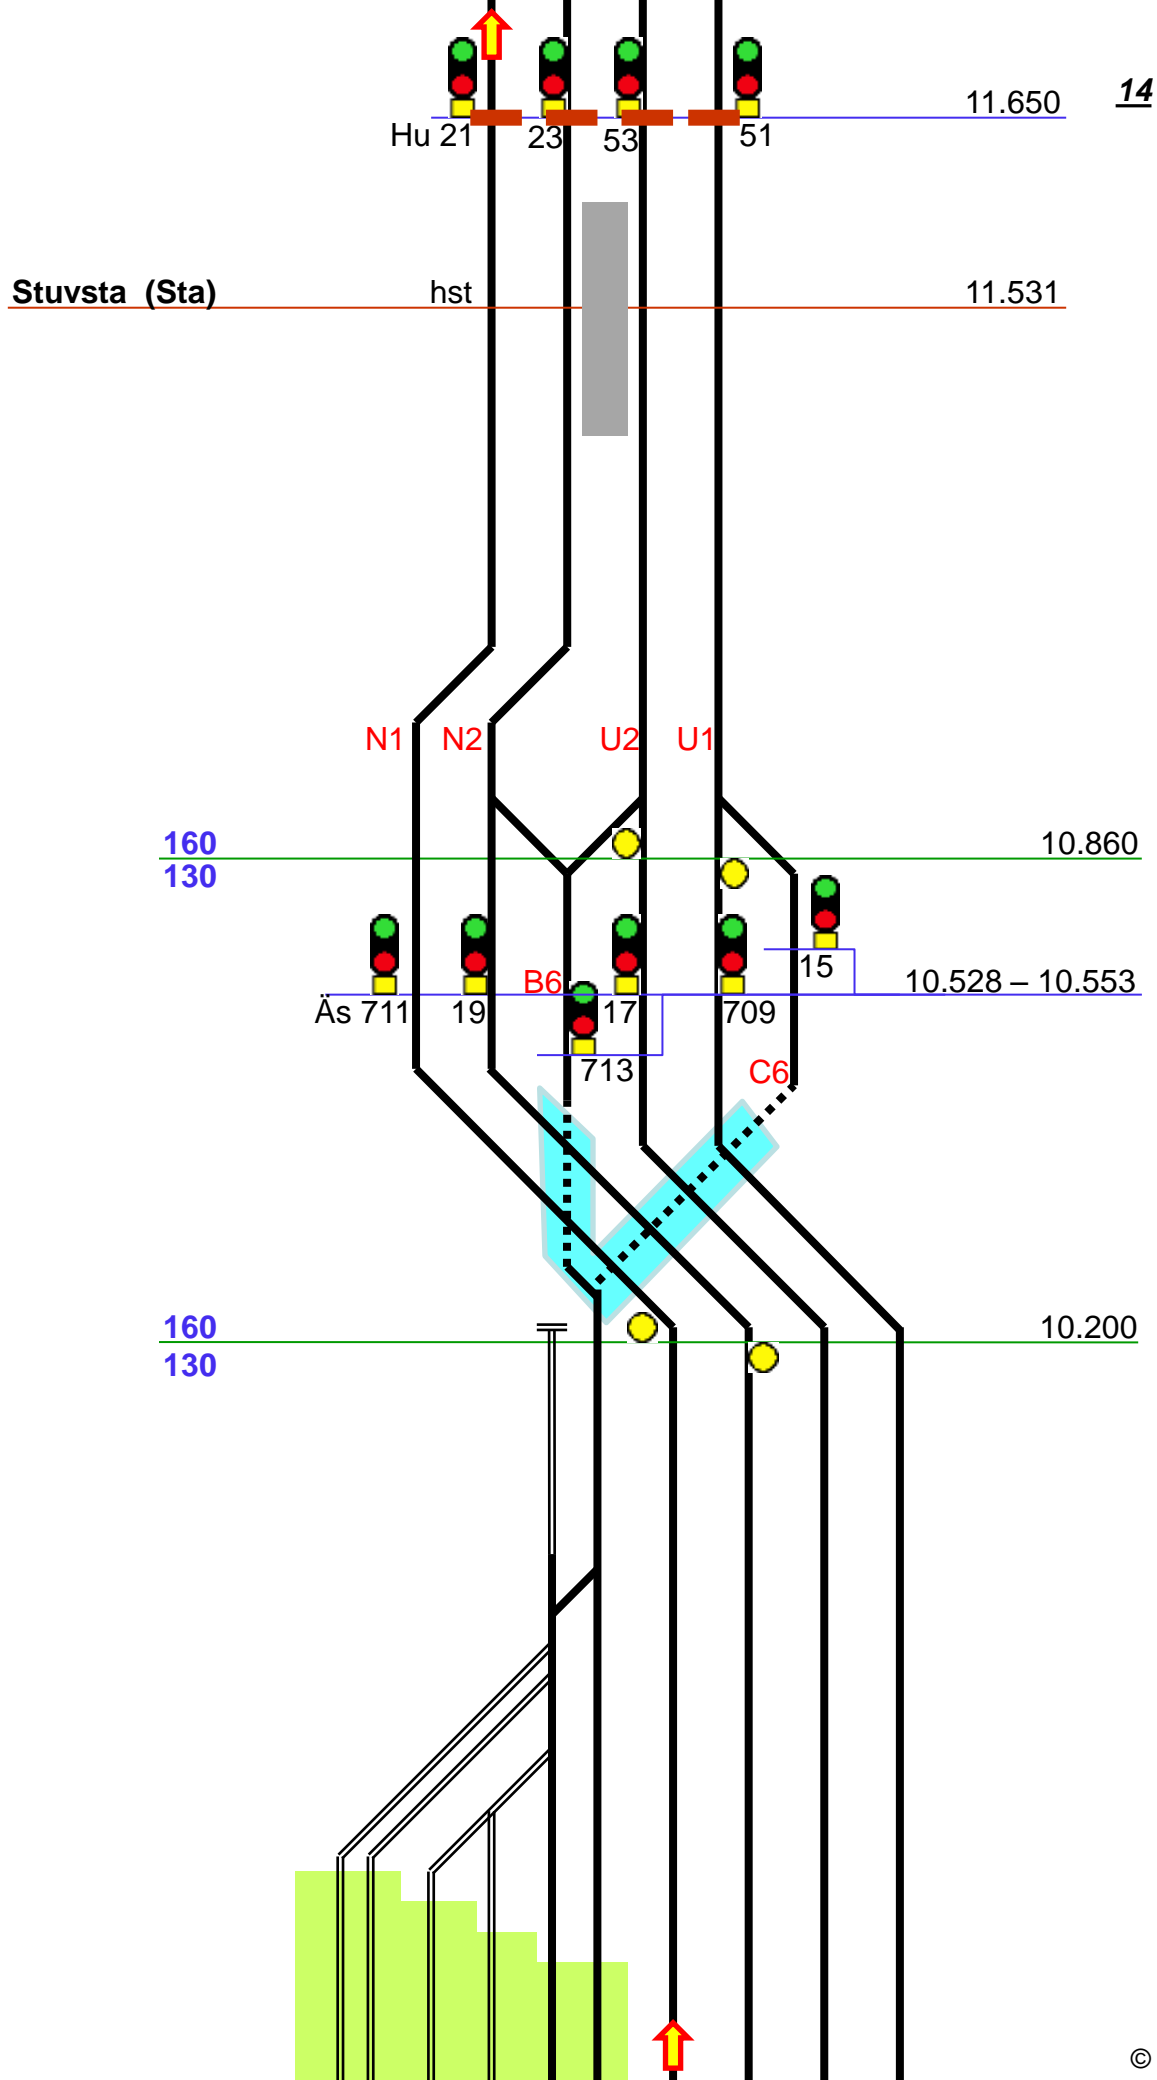 11.650 14
Hu 21 23 53 51
Stuvsta (Sta) hst 11.531
N1 N2 U2 U1
160 10.860
130
15
B6 10.528 – 10.553
Äs 711 19 17 709
713 C6
160 10.200
130
©